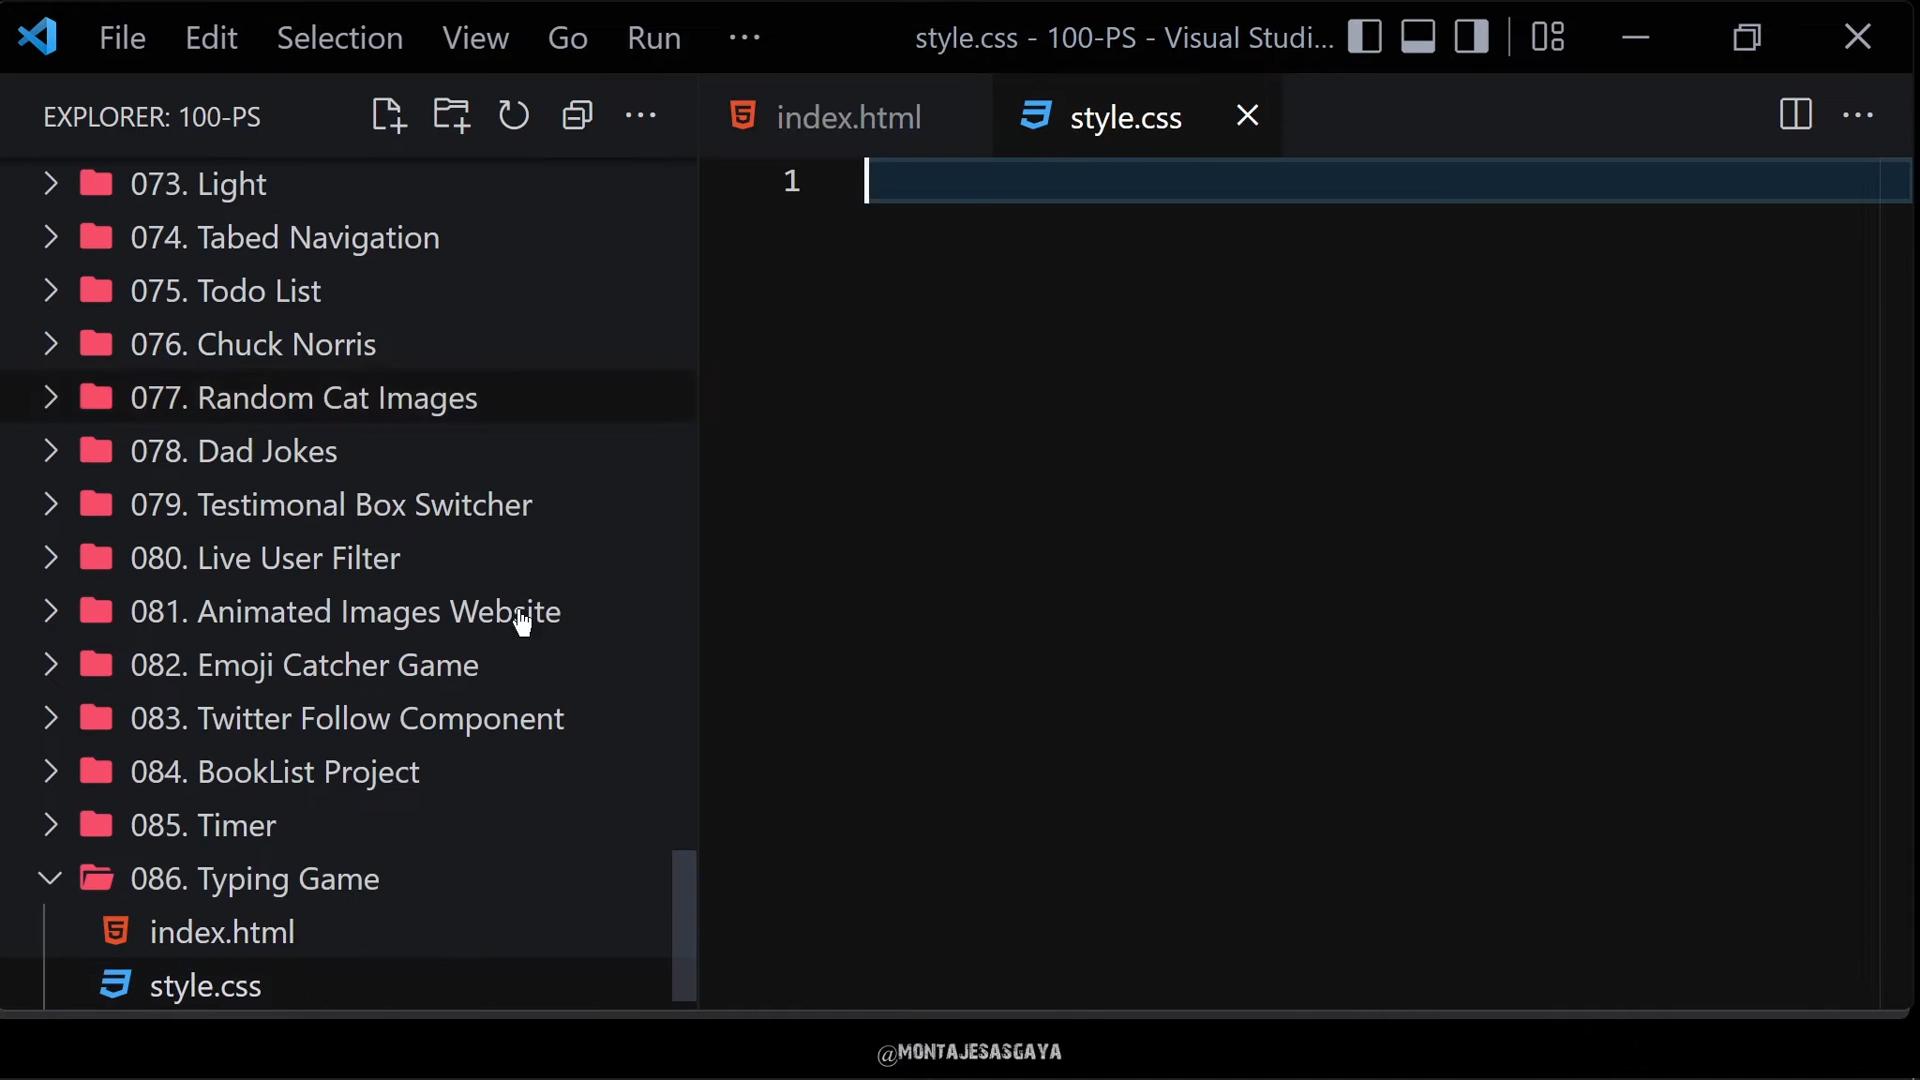 File Edit Selection View Go Run ... style.css - 100-PS - Visual Studi...
EXPLORER: 100-PS
index.html style.css
073. Light
074. Tabed Navigation
075. Todo List
076. Chuck Norris
077. Random Cat Images
078. Dad Jokes
079. Testimonal Box Switcher
080. Live User Filter
081. Animated Images Website
082. Emoji Catcher Game
083. Twitter Follow Component
084. BookList Project
085. Timer
086. Typing Game
index.html
style.css
1
@MONTAJESASGAYA